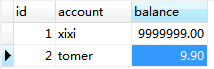 id account balance
1 xixi 9999999.00
2 tomer 9.90